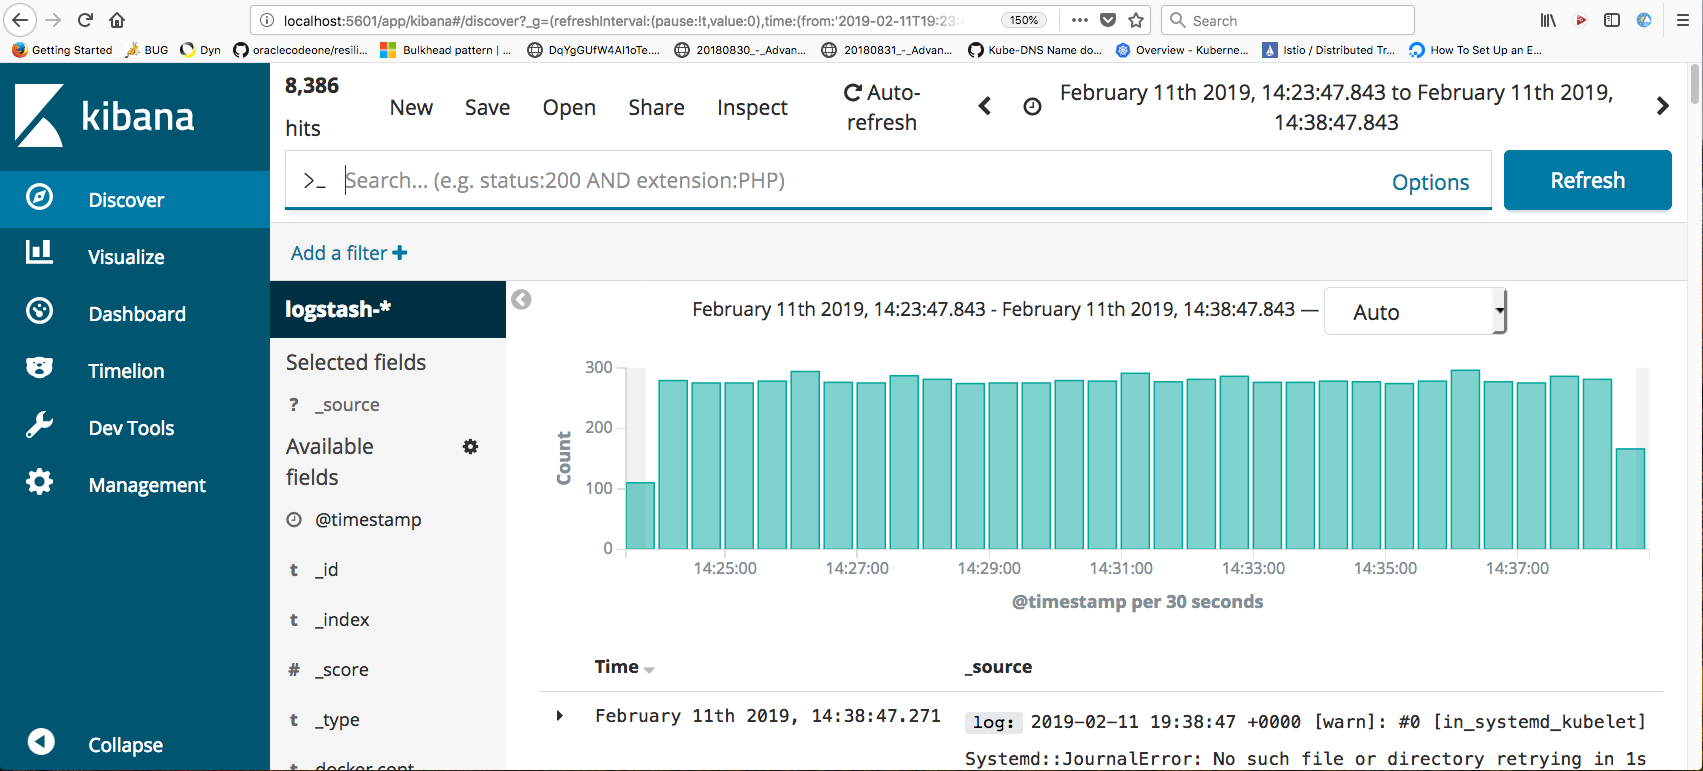 localhost:5601/app/kibana#/discover?_g=(refreshInterval:(pause:!t,value:0),time:(from:'2019-02-11T19:23:4
150%
Search
Getting Started
BUG
Dyn
oraclecodeone/resili...
Bulkhead pattern | ...
DqYgGUfW4AI1oTe....
20180830_-_Advan...
20180831_-_Advan...
Kube-DNS Name do...
Overview - Kuberne...
Istio / Distributed Tr...
How To Set Up an E...
kibana
Discover
Visualize
Dashboard
Timelion
Dev Tools
Management
Collapse
8,386
hits
New
Save
Open
Share
Inspect
Auto-
refresh
February 11th 2019, 14:23:47.843 to February 11th 2019,
14:38:47.843
>_ Search... (e.g. status:200 AND extension:PHP)
Options
Refresh
Add a filter +
logstash-*
Selected fields
? _source
Available
fields
@timestamp
t _id
t _index
# _score
t _type
t docker.cont
February 11th 2019, 14:23:47.843 - February 11th 2019, 14:38:47.843 —
Auto
300
200
100
0
Count
14:25:00
14:27:00
14:29:00
14:31:00
14:33:00
14:35:00
14:37:00
@timestamp per 30 seconds
Time
_source
February 11th 2019, 14:38:47.271
log: 2019-02-11 19:38:47 +0000 [warn]: #0 [in_systemd_kubelet]
Systemd::JournalError: No such file or directory retrying in 1s